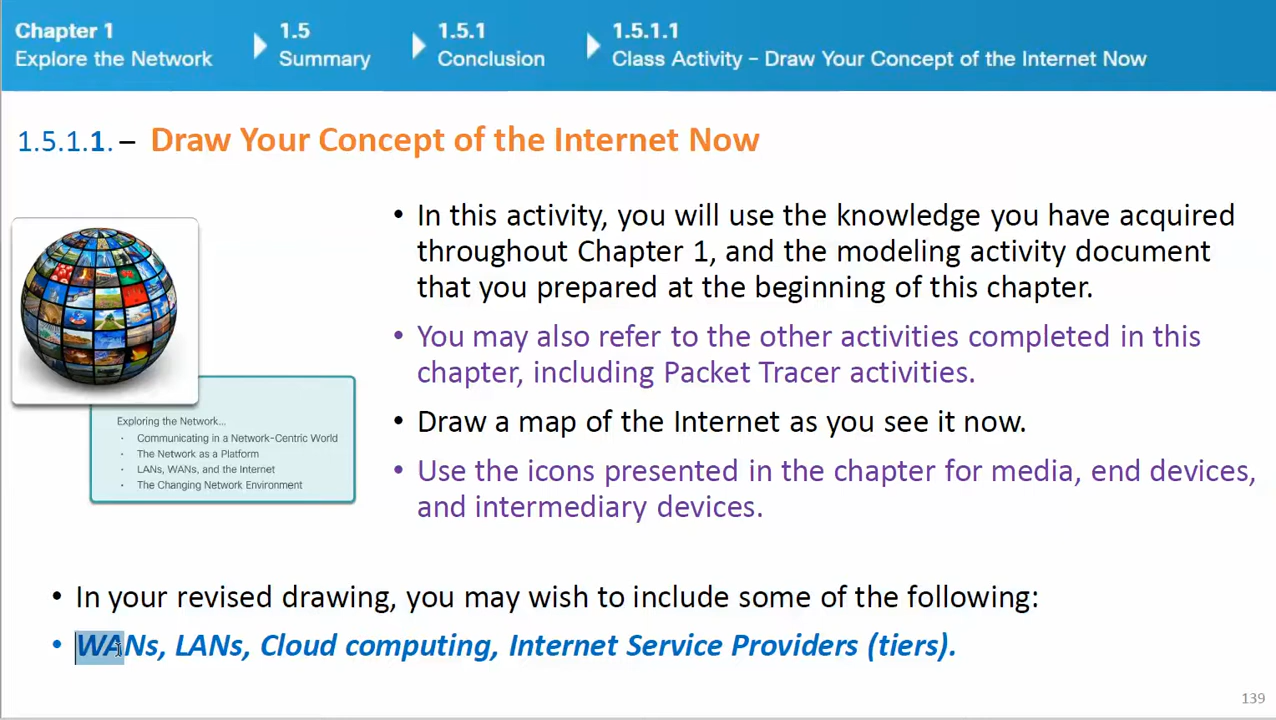 Chapter 1
Explore the Network
1.5
Summary
1.5.1
Conclusion
1.5.1.1
Class Activity – Draw Your Concept of the Internet Now
1.5.1.1. – Draw Your Concept of the Internet Now
• In this activity, you will use the knowledge you have acquired
throughout Chapter 1, and the modeling activity document
that you prepared at the beginning of this chapter.
• You may also refer to the other activities completed in this
chapter, including Packet Tracer activities.
• Draw a map of the Internet as you see it now.
• Use the icons presented in the chapter for media, end devices,
and intermediary devices.
Exploring the Network...
• Communicating in a Network-Centric World
• The Network as a Platform
• LANs, WANs, and the Internet
• The Changing Network Environment
• In your revised drawing, you may wish to include some of the following:
• WANs, LANs, Cloud computing, Internet Service Providers (tiers).
139